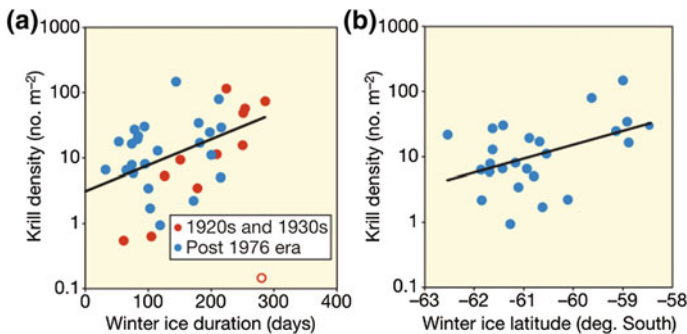 (a)
1000
100
10
1
0.1
Krill density (no. m⁻²)
1920s and 1930s
Post 1976 era
0 100 200 300 400
Winter ice duration (days)
(b)
1000
100
10
1
0.1
Krill density (no. m⁻²)
–63 –62 –61 –60 –59 –58
Winter ice latitude (deg. South)